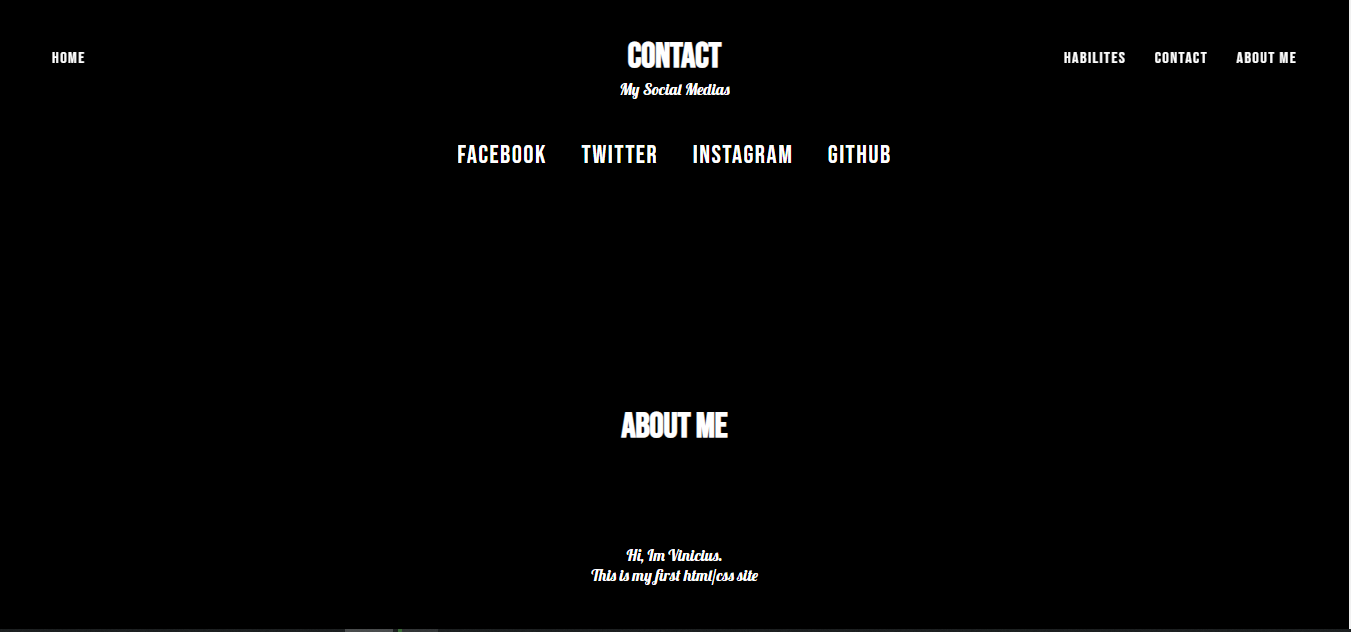 HOME
CONTACT
HABILITES CONTACT ABOUT ME
My Social Medias
FACEBOOK TWITTER INSTAGRAM GITHUB
ABOUT ME
Hi, Im Vinicius.
This is my first html/css site